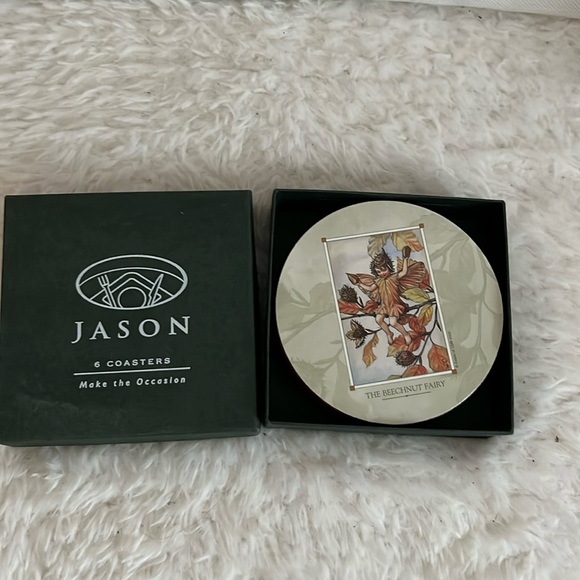 JASON
6 COASTERS
Make the Occasion
THE BEECHNUT FAIRY